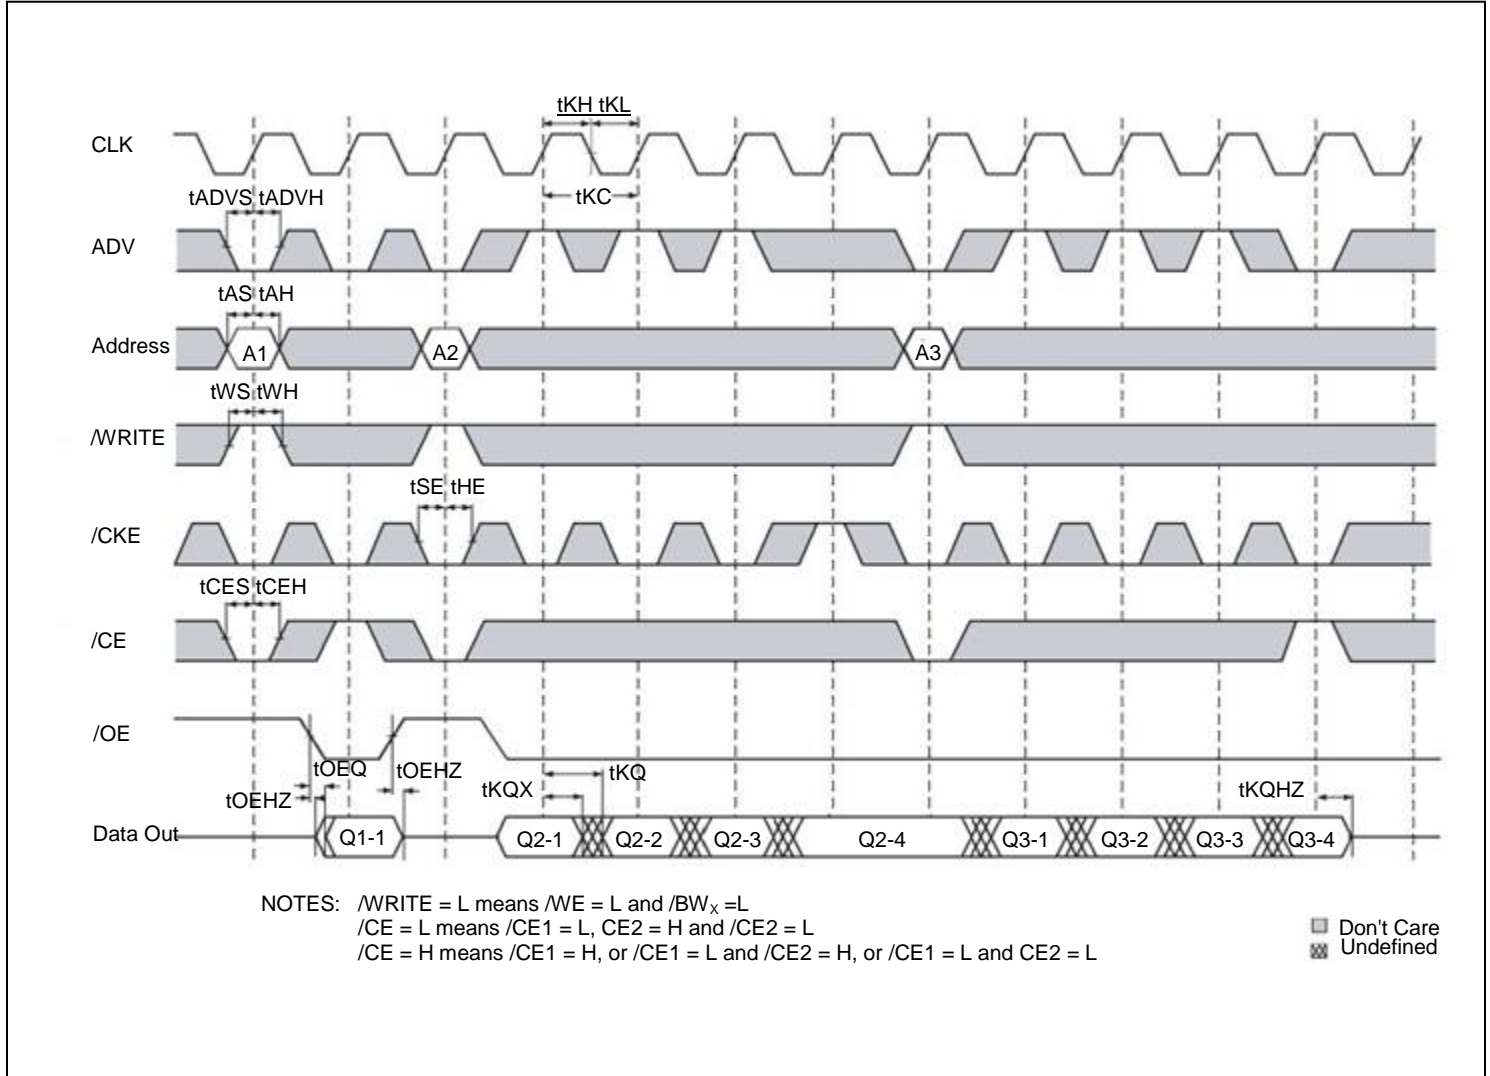 tKH tKL
CLK
tKC
tADVS tADVH
ADV
tAS tAH
Address
A1
A2
A3
tWS tWH
/WRITE
tSE tHE
/CKE
tCES tCEH
/CE
/OE
tOEQ
tOEHZ
tKQ
tOEHZ
tKQX
tKQHZ
Data Out
Q1-1
Q2-1
Q2-2
Q2-3
Q2-4
Q3-1
Q3-2
Q3-3
Q3-4
NOTES: /WRITE = L means /WE = L and /BWX =L
/CE = L means /CE1 = L, CE2 = H and /CE2 = L
/CE = H means /CE1 = H, or /CE1 = L and /CE2 = H, or /CE1 = L and CE2 = L
Don't Care
Undefined